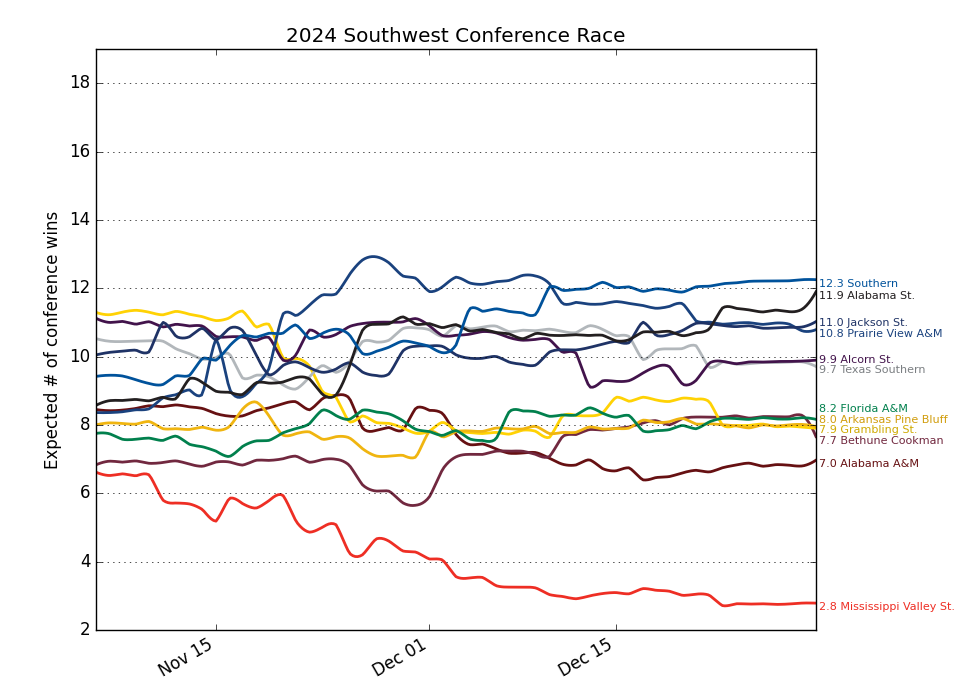 2024 Southwest Conference Race
Expected # of conference wins
18
16
14
12
10
8
6
4
2
Nov 15
Dec 01
Dec 15
12.3 Southern
11.9 Alabama St.
11.0 Jackson St.
10.8 Prairie View A&M
9.9 Alcorn St.
9.7 Texas Southern
8.2 Florida A&M
8.0 Arkansas Pine Bluff
7.9 Grambling St.
7.7 Bethune Cookman
7.0 Alabama A&M
2.8 Mississippi Valley St.